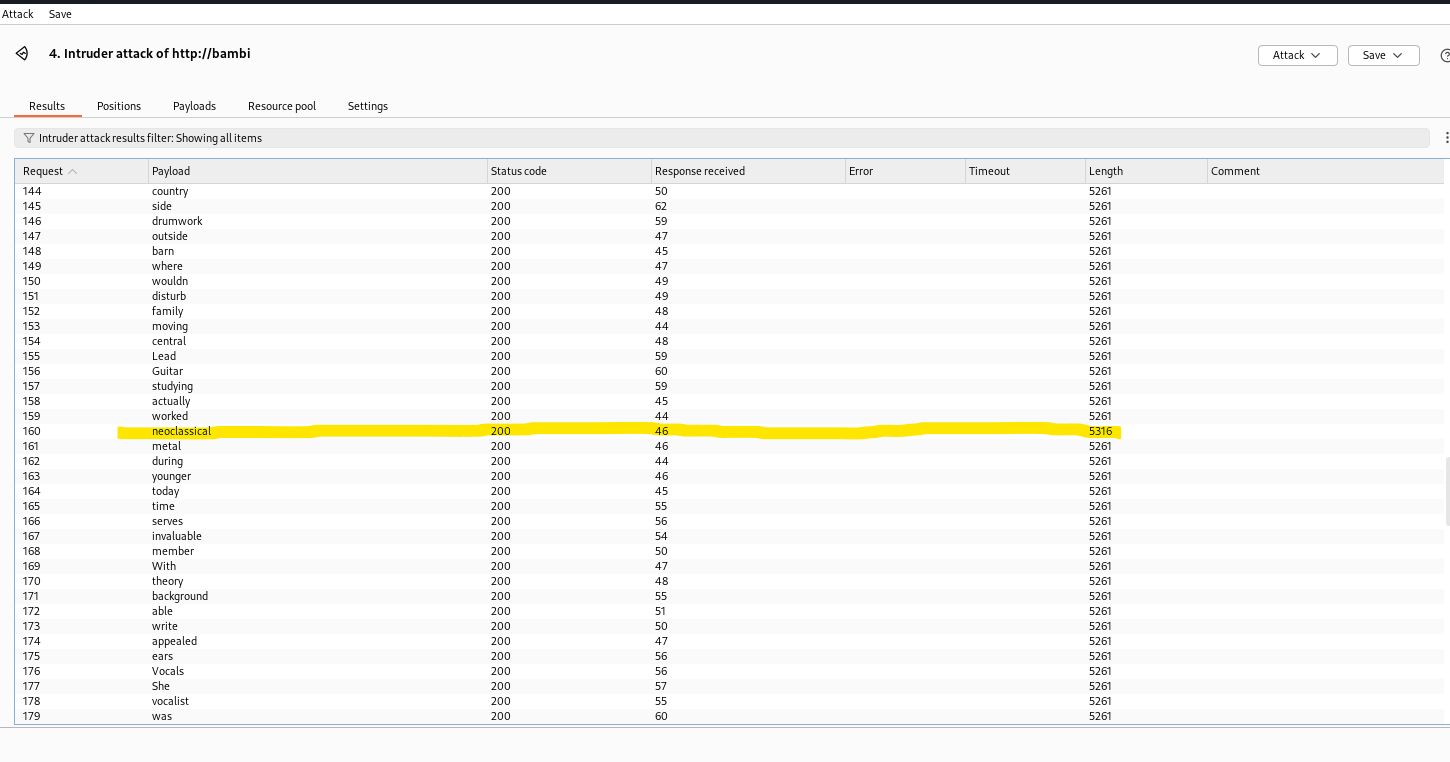 Attack Save
4. Intruder attack of http://bambi
Attack Save ?
Results Positions Payloads Resource pool Settings
Intruder attack results filter: Showing all items
Request Payload Status code Response received Error Timeout Length Comment
144 country 200 50 5261
145 side 200 62 5261
146 drumwork 200 59 5261
147 outside 200 47 5261
148 barn 200 45 5261
149 where 200 47 5261
150 wouldn 200 49 5261
151 disturb 200 49 5261
152 family 200 48 5261
153 moving 200 44 5261
154 central 200 48 5261
155 Lead 200 59 5261
156 Guitar 200 60 5261
157 studying 200 59 5261
158 actually 200 45 5261
159 worked 200 44 5261
160 neoclassical 200 46 5316
161 metal 200 46 5261
162 during 200 44 5261
163 younger 200 46 5261
164 today 200 45 5261
165 time 200 55 5261
166 serves 200 56 5261
167 invaluable 200 54 5261
168 member 200 50 5261
169 With 200 47 5261
170 theory 200 48 5261
171 background 200 55 5261
172 able 200 51 5261
173 write 200 50 5261
174 appealed 200 47 5261
175 ears 200 56 5261
176 Vocals 200 56 5261
177 She 200 57 5261
178 vocalist 200 55 5261
179 was 200 60 5261